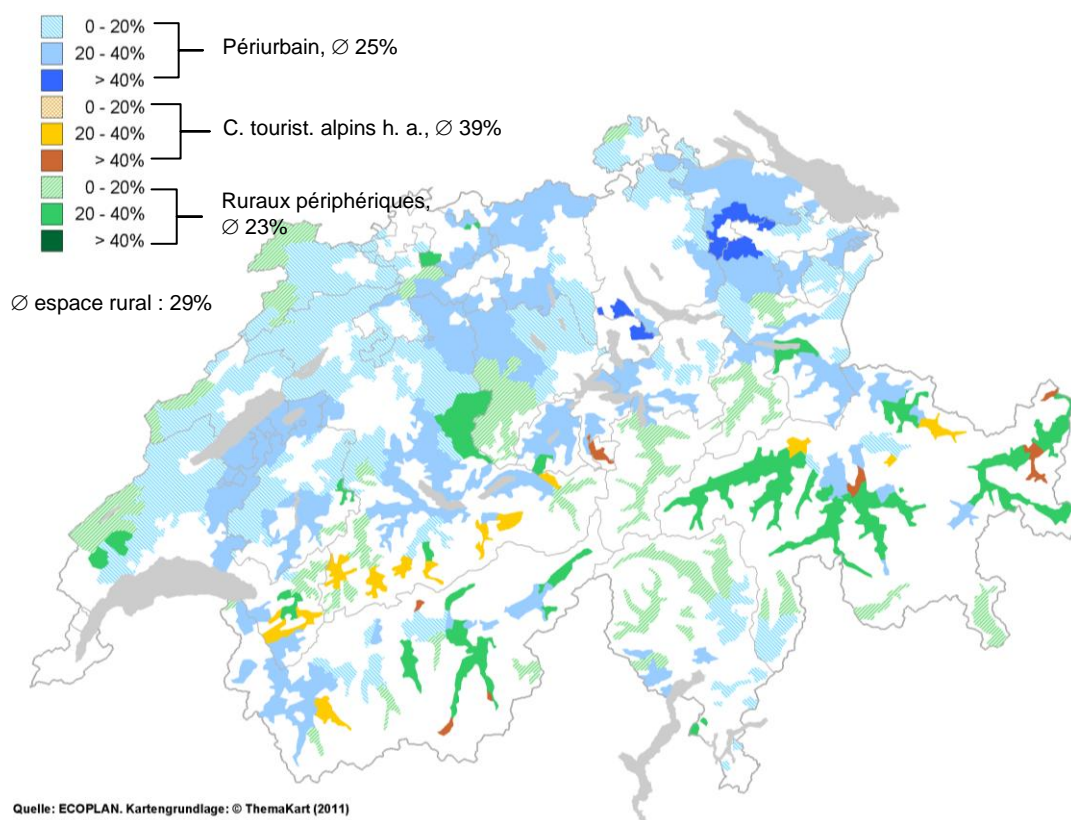 0 - 20%
20 - 40%
> 40%
Périurbain, ∅ 25%
0 - 20%
20 - 40%
> 40%
C. tourist. alpins h. a., ∅ 39%
0 - 20%
20 - 40%
> 40%
Ruraux périphériques,
∅ 23%
∅ espace rural : 29%
Quelle: ECOPLAN. Kartengrundlage: © ThemaKart (2011)